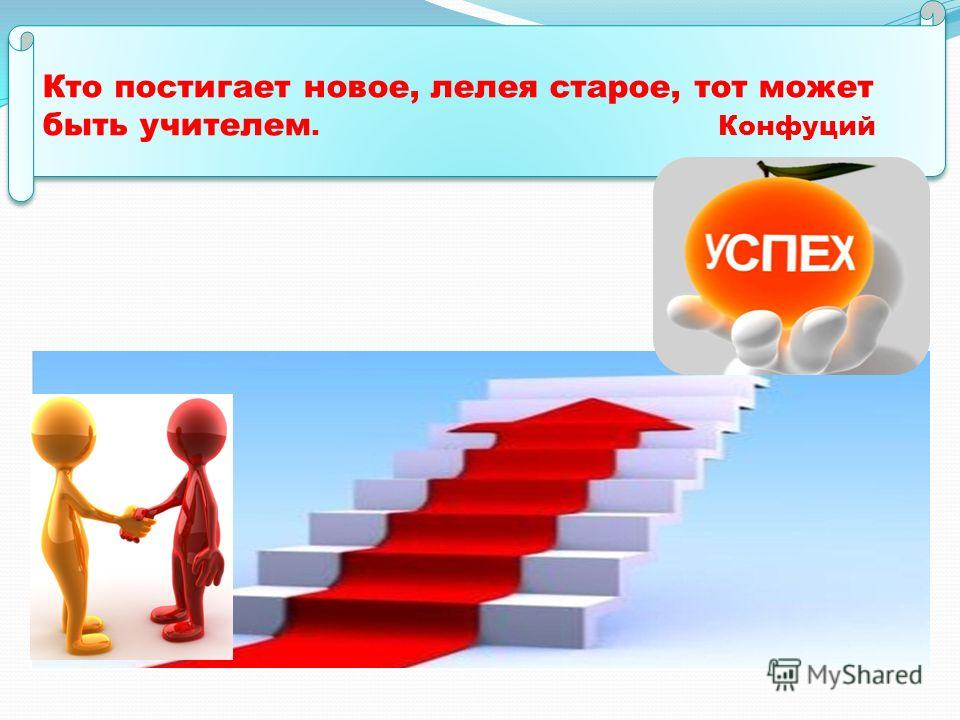 Кто постигает новое, лелея старое, тот может
быть учителем. Конфуций
УСПЕХ
MyShared